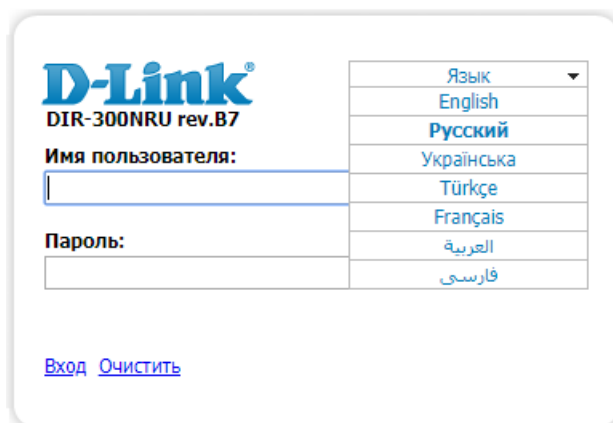 D-Link®
DIR-300NRU rev.B7
Имя пользователя:
Пароль:
Вход Очистить
Язык
English
Русский
Українська
Türkçe
Français
العربية
فارسی